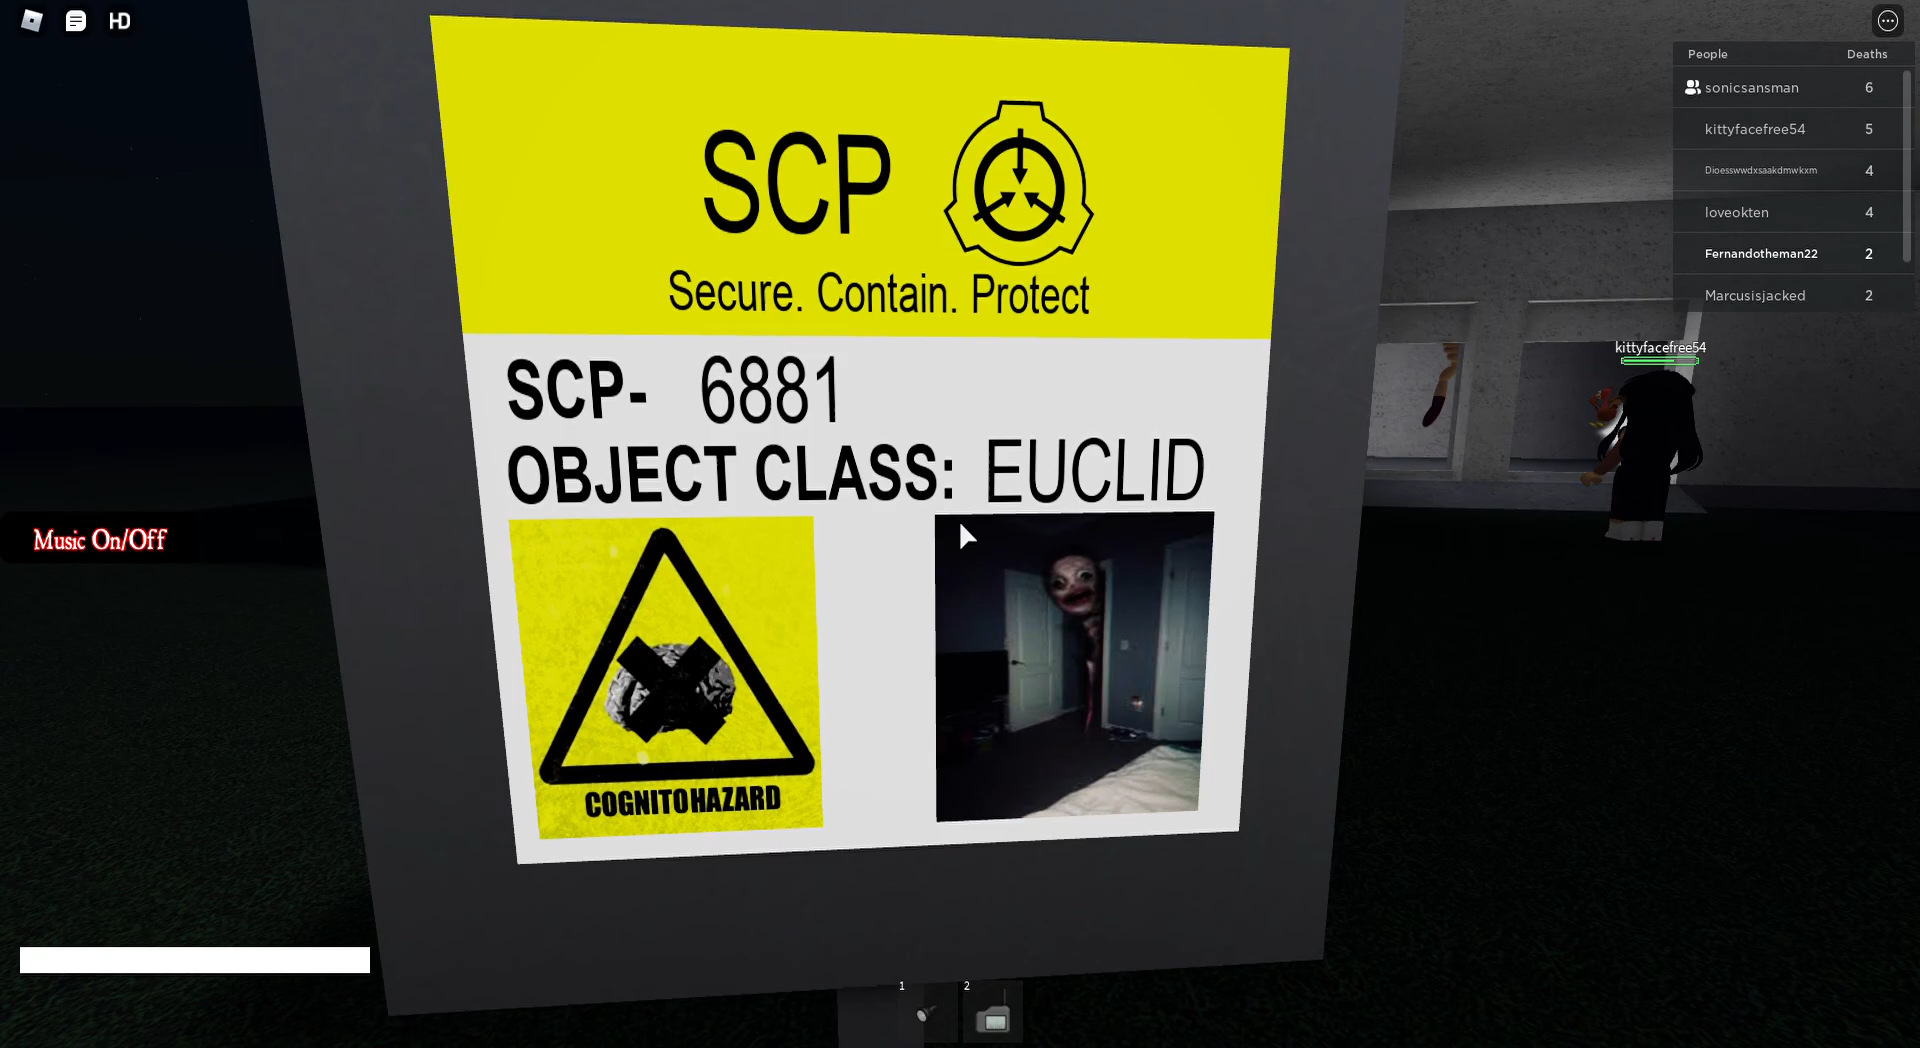 HD
People Deaths
sonicsansman 6
kittyfacefree54 5
Dioesswwdxsaakdmwkxm 4
loveokten 4
Fernandotheman22 2
Marcusisjacked 2
SCP
Secure. Contain. Protect
SCP- 6881
OBJECT CLASS: EUCLID
COGNITOHAZARD
kittyfacefree54
Music On/Off
1 2